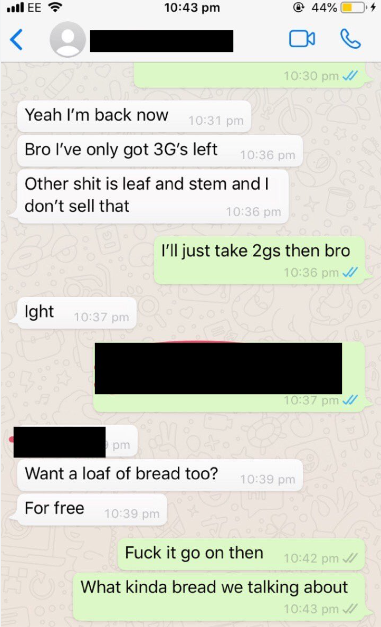 EE 10:43 pm 44%
10:30 pm
Yeah I'm back now 10:31 pm
Bro I've only got 3G's left 10:36 pm
Other shit is leaf and stem and I
don't sell that 10:36 pm
I'll just take 2gs then bro
10:36 pm
Ight 10:37 pm
10:37 pm
pm
Want a loaf of bread too? 10:39 pm
For free 10:39 pm
Fuck it go on then 10:42 pm
What kinda bread we talking about
10:43 pm